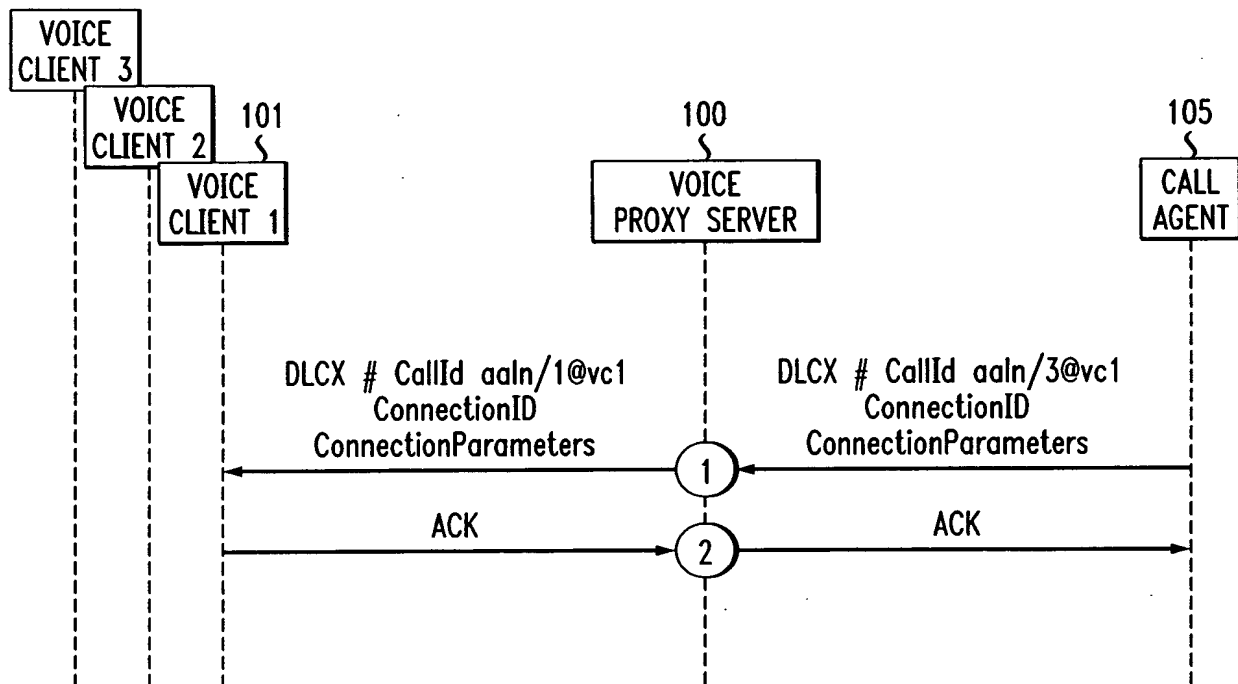 VOICE
CLIENT 3
VOICE
CLIENT 2
101
VOICE
CLIENT 1
100
VOICE
PROXY SERVER
105
CALL
AGENT
DLCX # CallId aaln/1@vc1
ConnectionID
ConnectionParameters
DLCX # CallId aaln/3@vc1
ConnectionID
ConnectionParameters
1
ACK
2
ACK